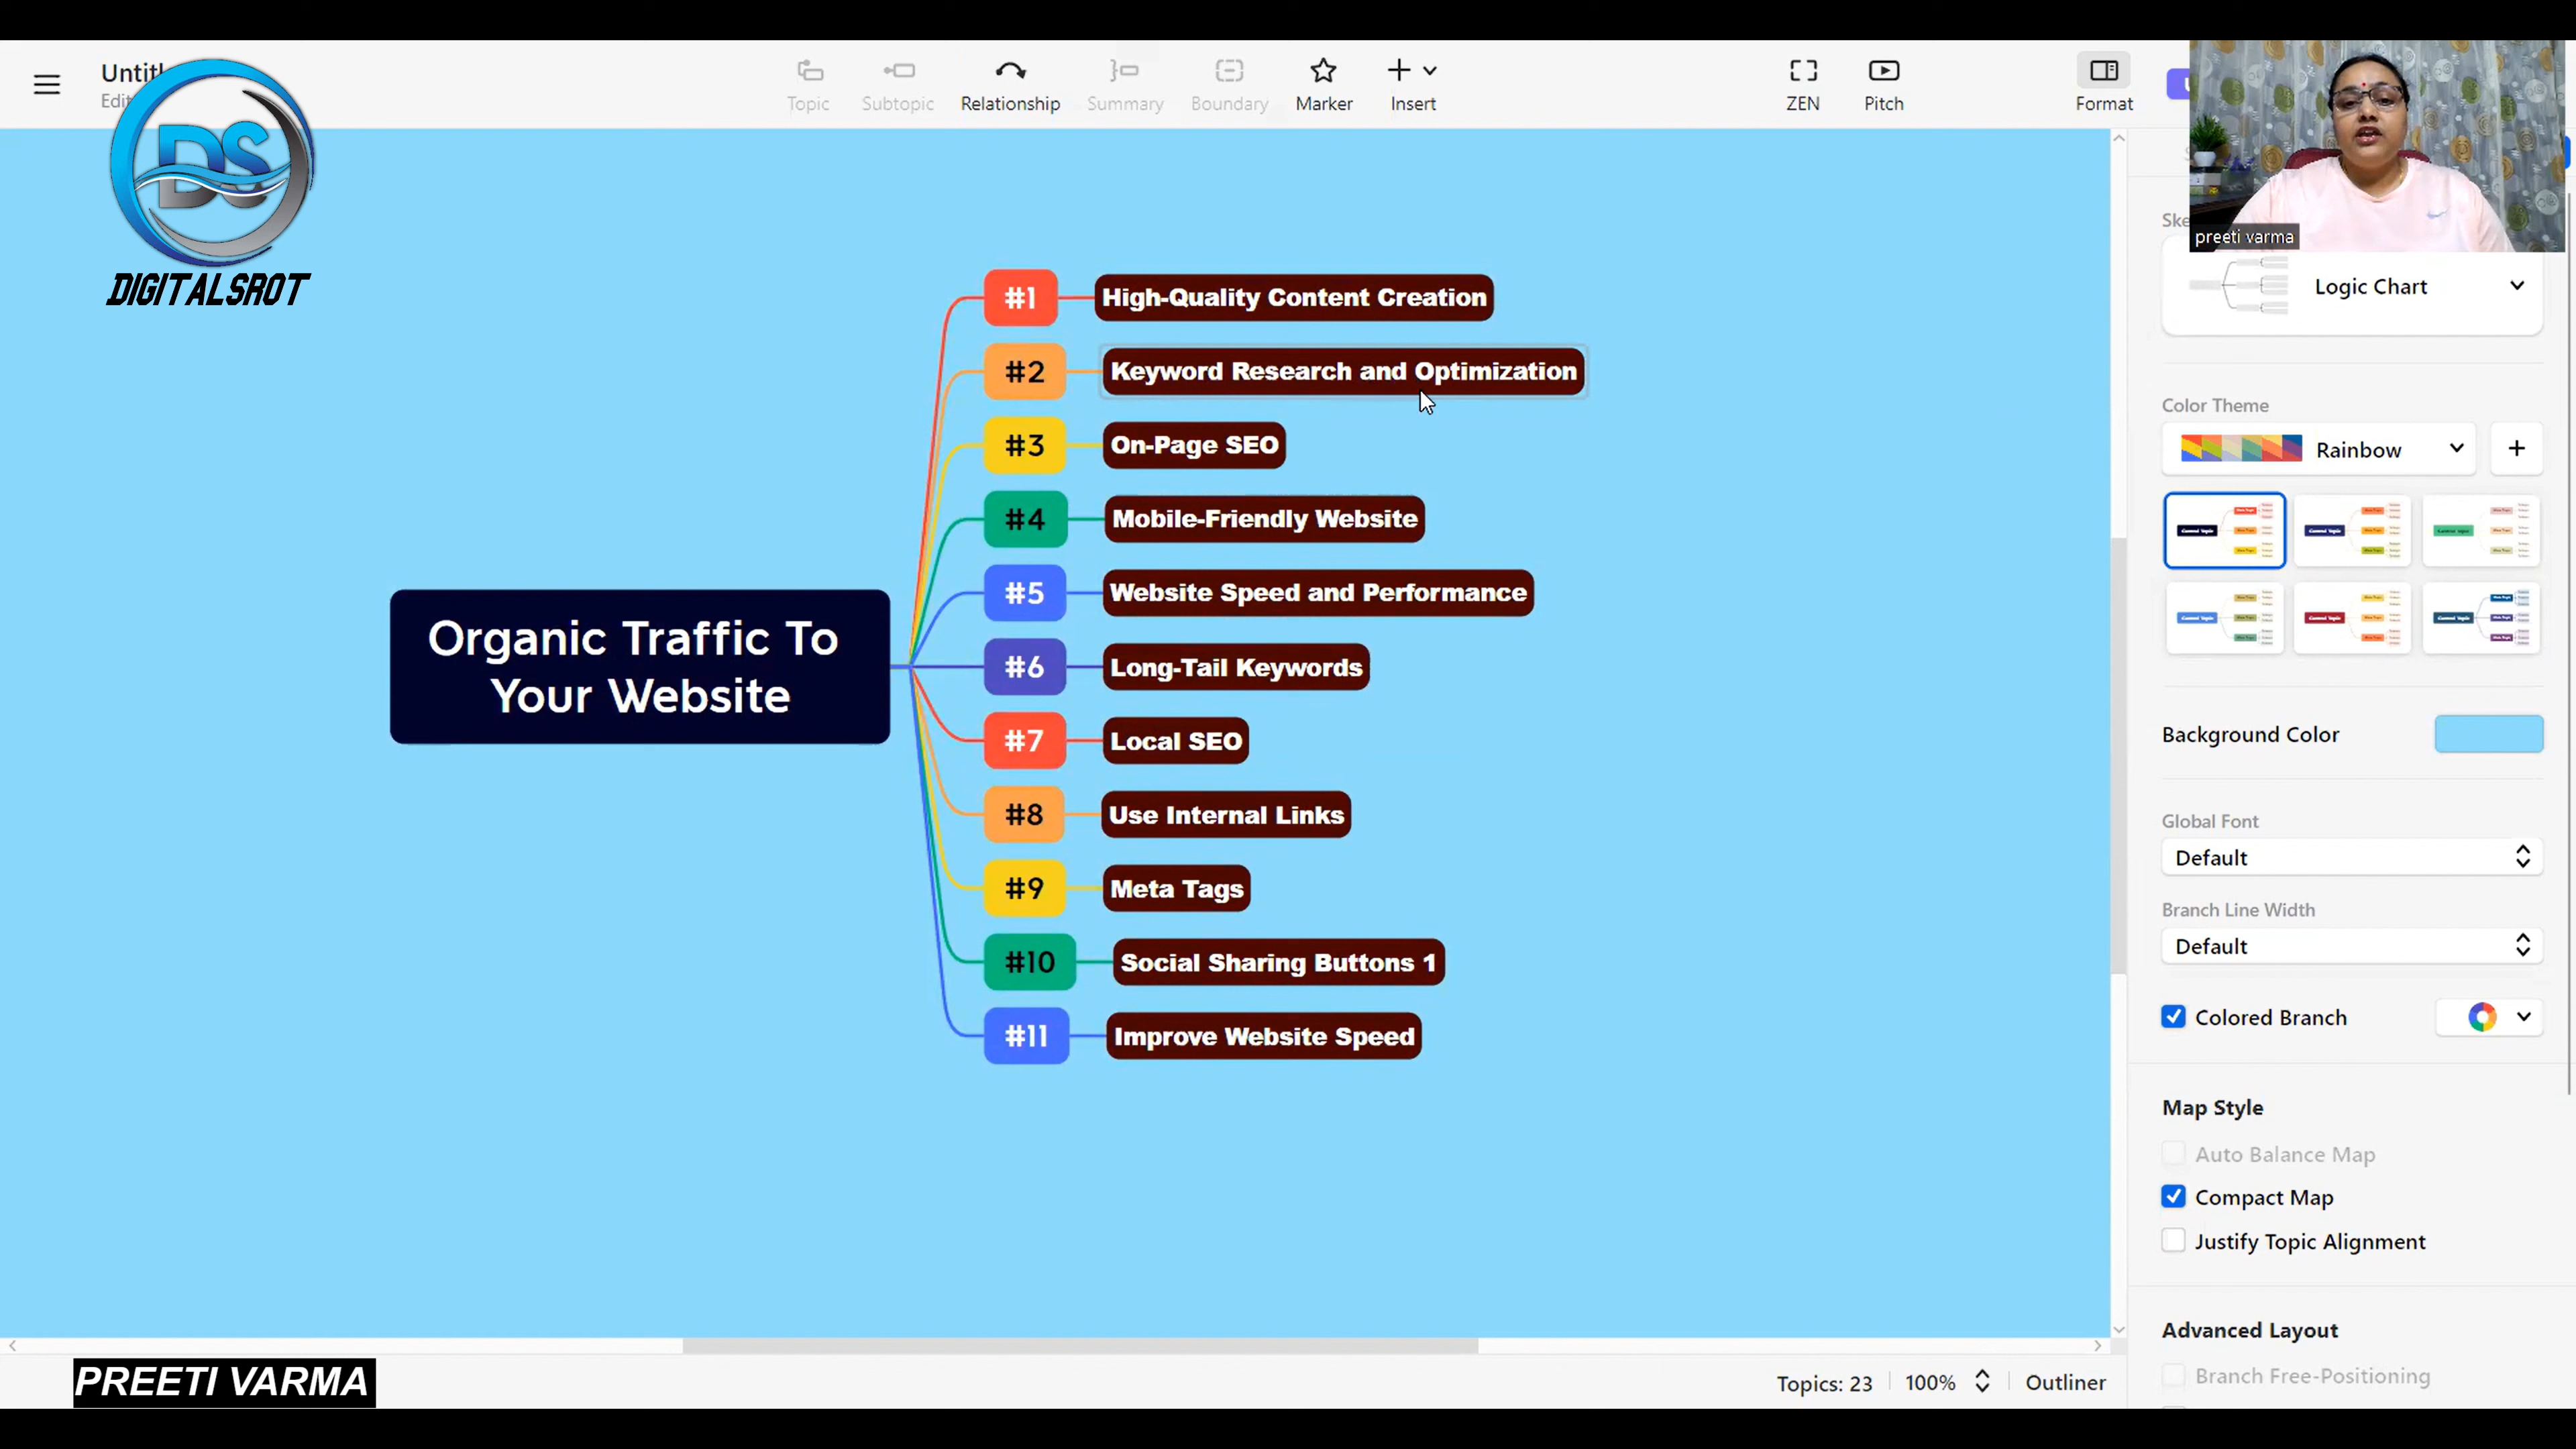 Topic
Subtopic
Relationship
Summary
Boundary
Marker
Insert
ZEN
Pitch
Format
DS
DIGITALSROT
preeti varma
Organic Traffic To
Your Website
#1 High-Quality Content Creation
#2 Keyword Research and Optimization
#3 On-Page SEO
#4 Mobile-Friendly Website
#5 Website Speed and Performance
#6 Long-Tail Keywords
#7 Local SEO
#8 Use Internal Links
#9 Meta Tags
#10 Social Sharing Buttons 1
#11 Improve Website Speed
Logic Chart
Color Theme
Rainbow
Background Color
Global Font
Default
Branch Line Width
Default
Colored Branch
Map Style
Auto Balance Map
Compact Map
Justify Topic Alignment
Advanced Layout
Branch Free-Positioning
PREETI VARMA
Topics: 23
100%
Outliner